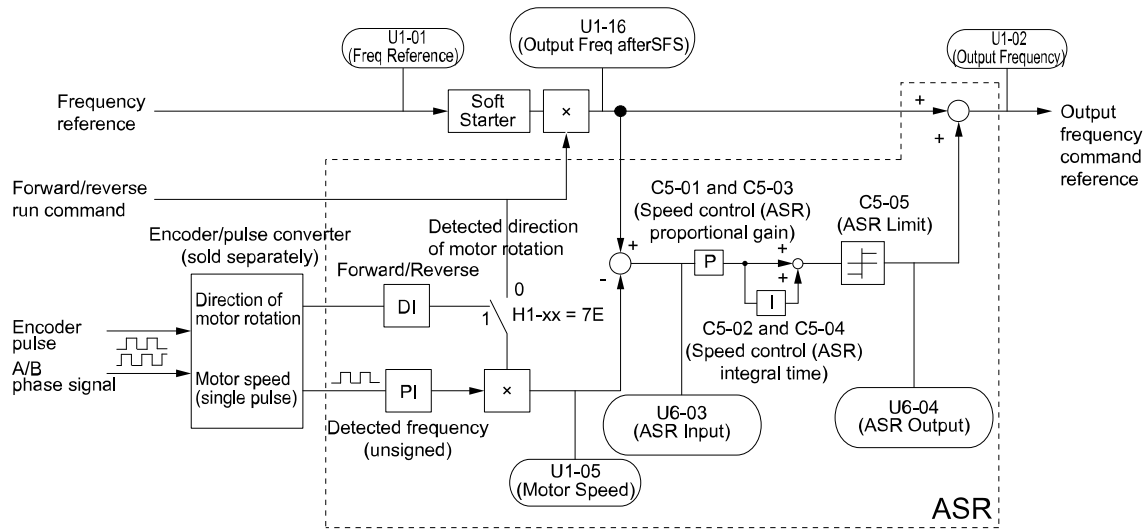 U1-01
(Freq Reference)
U1-16
(Output Freq afterSFS)
U1-02
(Output Frequency)
Frequency
reference
Soft
Starter
×
+
+
Output
frequency
command
reference
Forward/reverse
run command
Detected direction
of motor rotation
C5-01 and C5-03
(Speed control (ASR)
proportional gain)
C5-05
(ASR Limit)
Encoder/pulse converter
(sold separately)
Forward/Reverse
+
-
P
+
+
I
Direction of
motor rotation
DI
0
1
H1-xx = 7E
C5-02 and C5-04
(Speed control (ASR)
integral time)
Encoder
pulse
A/B
phase signal
Motor speed
(single pulse)
PI
×
Detected frequency
(unsigned)
U6-03
(ASR Input)
U6-04
(ASR Output)
U1-05
(Motor Speed)
ASR